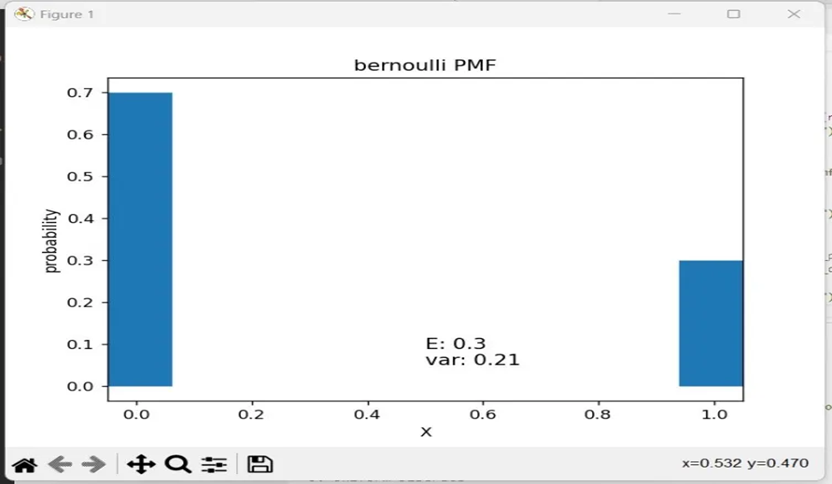 Figure 1
bernoulli PMF
0.7
0.6
0.5
0.4
0.3
0.2
0.1
0.0
probability
E: 0.3
var: 0.21
0.0 0.2 0.4 0.6 0.8 1.0
X
x=0.532 y=0.470